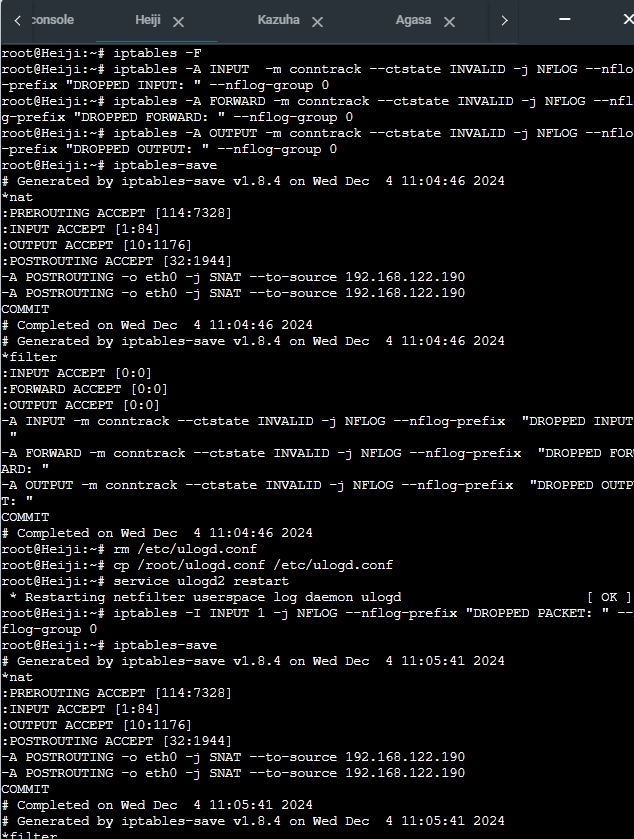 console Heiji Kazuha Agasa
root@Heiji:~# iptables -F
root@Heiji:~# iptables -A INPUT  -m conntrack --ctstate INVALID -j NFLOG --nflo
-prefix "DROPPED INPUT: " --nflog-group 0
root@Heiji:~# iptables -A FORWARD -m conntrack --ctstate INVALID -j NFLOG --nfl
g-prefix "DROPPED FORWARD: " --nflog-group 0
root@Heiji:~# iptables -A OUTPUT -m conntrack --ctstate INVALID -j NFLOG --nflo
-prefix "DROPPED OUTPUT: " --nflog-group 0
root@Heiji:~# iptables-save
# Generated by iptables-save v1.8.4 on Wed Dec  4 11:04:46 2024
*nat
:PREROUTING ACCEPT [114:7328]
:INPUT ACCEPT [1:84]
:OUTPUT ACCEPT [10:1176]
:POSTROUTING ACCEPT [32:1944]
-A POSTROUTING -o eth0 -j SNAT --to-source 192.168.122.190
-A POSTROUTING -o eth0 -j SNAT --to-source 192.168.122.190
COMMIT
# Completed on Wed Dec  4 11:04:46 2024
# Generated by iptables-save v1.8.4 on Wed Dec  4 11:04:46 2024
*filter
:INPUT ACCEPT [0:0]
:FORWARD ACCEPT [0:0]
:OUTPUT ACCEPT [0:0]
-A INPUT -m conntrack --ctstate INVALID -j NFLOG --nflog-prefix  "DROPPED INPUT
 "
-A FORWARD -m conntrack --ctstate INVALID -j NFLOG --nflog-prefix  "DROPPED FOR
ARD: "
-A OUTPUT -m conntrack --ctstate INVALID -j NFLOG --nflog-prefix  "DROPPED OUTP
T: "
COMMIT
# Completed on Wed Dec  4 11:04:46 2024
root@Heiji:~# rm /etc/ulogd.conf
root@Heiji:~# cp /root/ulogd.conf /etc/ulogd.conf
root@Heiji:~# service ulogd2 restart
 * Restarting netfilter userspace log daemon ulogd                       [ OK ]
root@Heiji:~# iptables -I INPUT 1 -j NFLOG --nflog-prefix "DROPPED PACKET: " --
flog-group 0
root@Heiji:~# iptables-save
# Generated by iptables-save v1.8.4 on Wed Dec  4 11:05:41 2024
*nat
:PREROUTING ACCEPT [114:7328]
:INPUT ACCEPT [1:84]
:OUTPUT ACCEPT [10:1176]
:POSTROUTING ACCEPT [32:1944]
-A POSTROUTING -o eth0 -j SNAT --to-source 192.168.122.190
-A POSTROUTING -o eth0 -j SNAT --to-source 192.168.122.190
COMMIT
# Completed on Wed Dec  4 11:05:41 2024
# Generated by iptables-save v1.8.4 on Wed Dec  4 11:05:41 2024
*filter